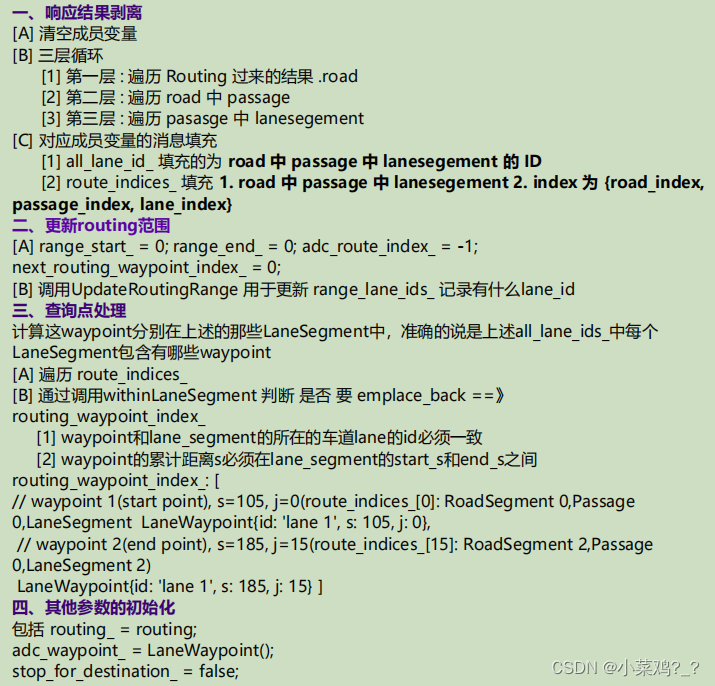 一、响应结果剥离
[A] 清空成员变量
[B] 三层循环
[1] 第一层 : 遍历 Routing 过来的结果 .road
[2] 第二层 : 遍历 road 中 passage
[3] 第三层 : 遍历 pasasge 中 lanesegement
[C] 对应成员变量的消息填充
[1] all_lane_id_ 填充的为 road 中 passage 中 lanesegement 的 ID
[2] route_indices_ 填充 1. road 中 passage 中 lanesegement 2. index 为 {road_index,
passage_index, lane_index}
二、更新routing范围
[A] range_start_ = 0; range_end_ = 0; adc_route_index_ = -1;
next_routing_waypoint_index_ = 0;
[B] 调用UpdateRoutingRange 用于更新 range_lane_ids_ 记录有什么lane_id
三、查询点处理
计算这waypoint分别在上述的那些LaneSegment中，准确的说是上述all_lane_ids_中每个
LaneSegment包含有哪些waypoint
[A] 遍历 route_indices_
[B] 通过调用withinLaneSegment 判断 是否 要 emplace_back ==》
routing_waypoint_index_
[1] waypoint和lane_segment的所在的车道lane的id必须一致
[2] waypoint的累计距离s必须在lane_segment的start_s和end_s之间
routing_waypoint_index_: [
// waypoint 1(start point), s=105, j=0(route_indices_[0]: RoadSegment 0,Passage
0,LaneSegment  LaneWaypoint{id: 'lane 1', s: 105, j: 0},
// waypoint 2(end point), s=185, j=15(route_indices_[15]: RoadSegment 2,Passage
0,LaneSegment 2)
LaneWaypoint{id: 'lane 1', s: 185, j: 15} ]
四、其他参数的初始化
包括 routing_ = routing;
adc_waypoint_ = LaneWaypoint();
stop_for_destination_ = false;
CSDN @小菜鸡?_?